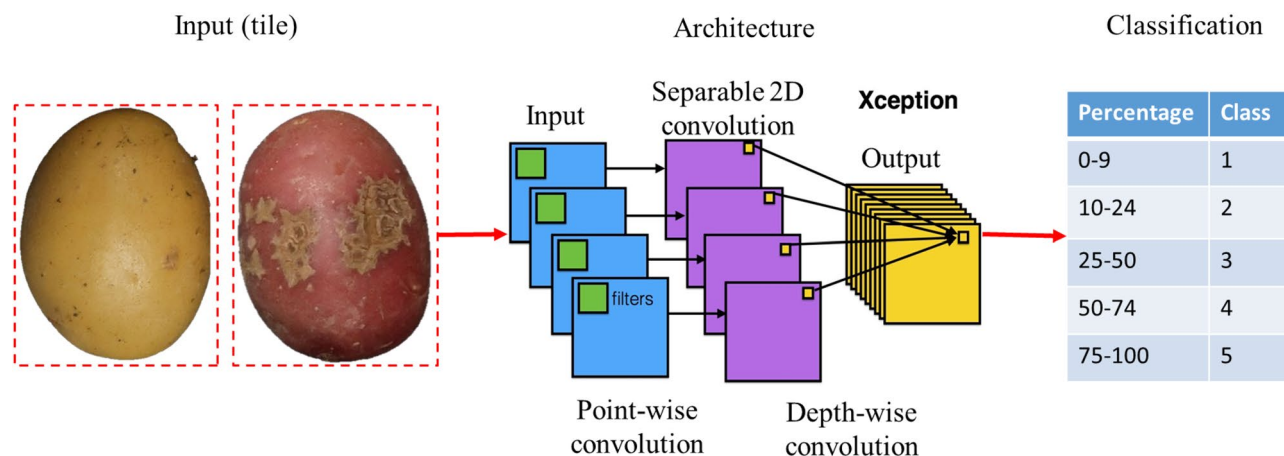 Input (tile)
Architecture
Classification
Input
Separable 2D
convolution
Xception
Output
filters
Point-wise
convolution
Depth-wise
convolution
Percentage Class
0-9 1
10-24 2
25-50 3
50-74 4
75-100 5